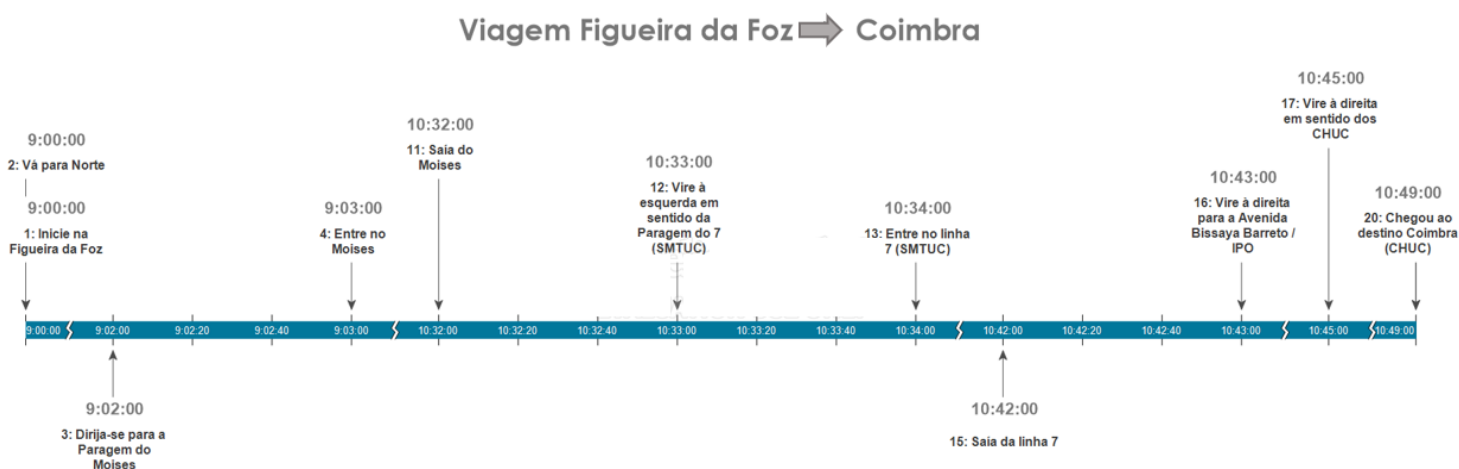 Viagem Figueira da Foz Coimbra
9:00:00
2: Vá para Norte
9:00:00
1: Inicie na
Figueira da Foz
9:03:00
4: Entre no
Moises
10:32:00
11: Saia do
Moises
10:33:00
12: Vire à
esquerda em
sentido da
Paragem do 7
(SMTUC)
10:34:00
13: Entre no linha
7 (SMTUC)
10:43:00
16: Vire à direita
para a Avenida
Bissaya Barreto /
IPO
10:45:00
17: Vire à direita
em sentido dos
CHUC
10:49:00
20: Chegou ao
destino Coimbra
(CHUC)
9:00:00 9:02:00 9:02:20 9:02:40 9:03:00 10:32:00 10:32:20 10:32:40 10:33:00 10:33:20 10:33:40 10:34:00 10:42:00 10:42:20 10:42:40 10:43:00 10:45:00 10:49:00
9:02:00
3: Dirija-se para a
Paragem do
Moises
10:42:00
15: Saía da linha 7